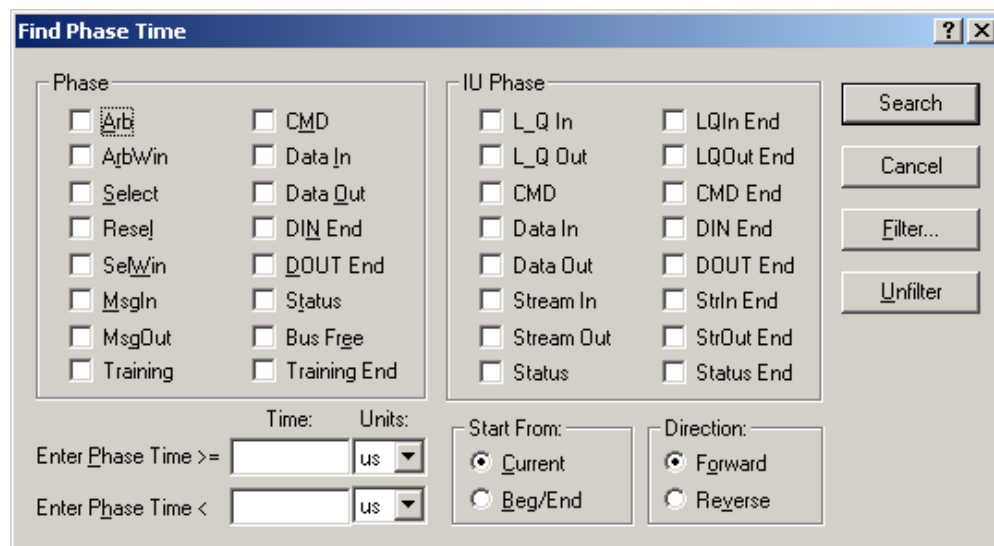 Find Phase Time
Phase
Arb
ArbWin
Select
Resel
SelWin
MsgIn
MsgOut
Training
CMD
Data In
Data Out
DIN End
DOUT End
Status
Bus Free
Training End
IU Phase
L_Q In
L_Q Out
CMD
Data In
Data Out
Stream In
Stream Out
Status
LQIn End
LQOut End
CMD End
DIN End
DOUT End
StrIn End
StrOut End
Status End
Search
Cancel
Filter...
Unfilter
Time: Units:
Enter Phase Time >= us
Enter Phase Time < us
Start From:
Current
Beg/End
Direction:
Forward
Reverse